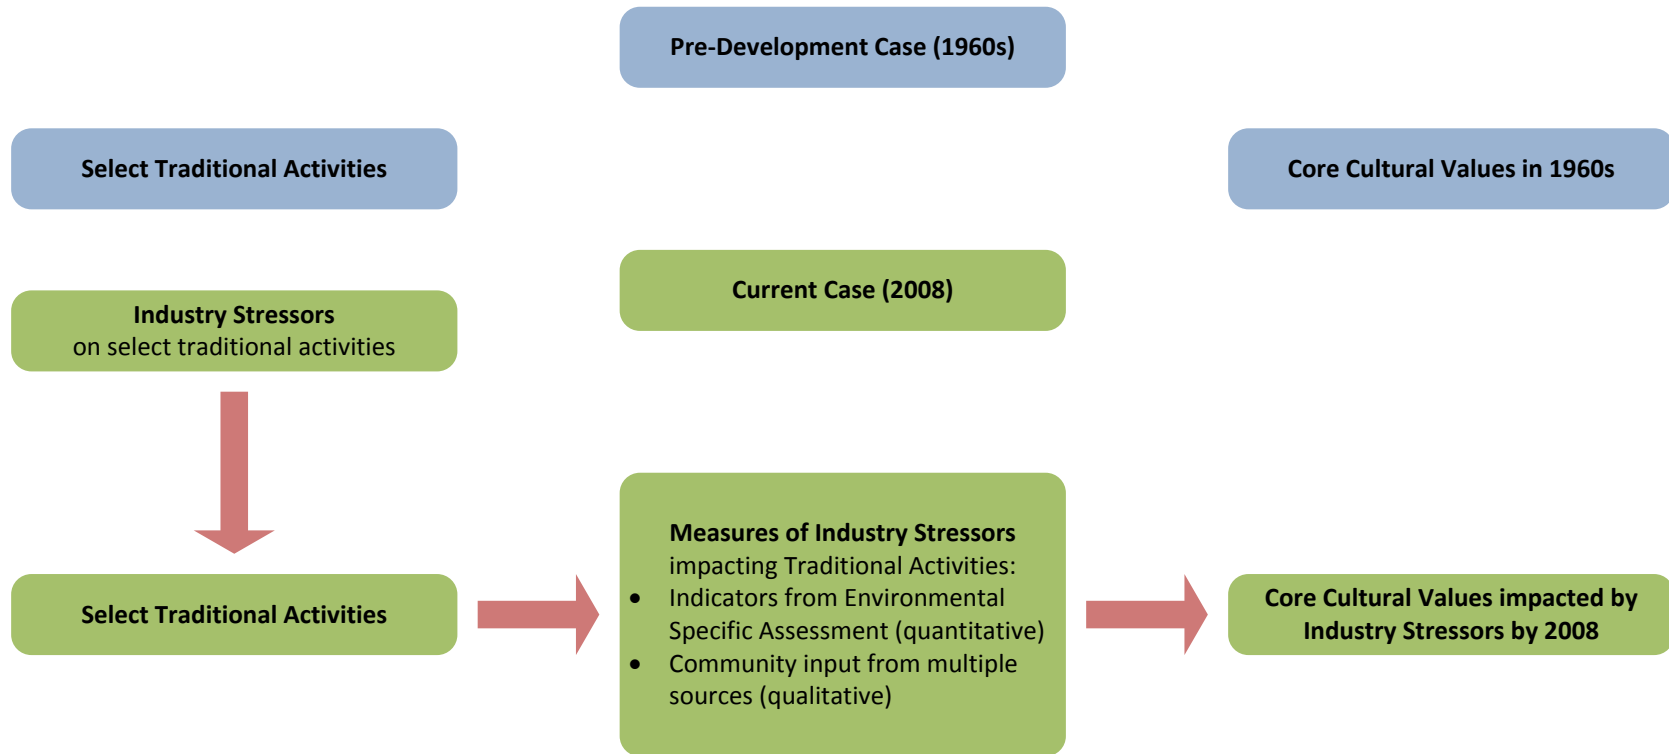 Pre-Development Case (1960s)
Select Traditional Activities
Core Cultural Values in 1960s
Current Case (2008)
Industry Stressors
on select traditional activities
Measures of Industry Stressors
impacting Traditional Activities:
• Indicators from Environmental
Specific Assessment (quantitative)
• Community input from multiple
sources (qualitative)
Select Traditional Activities
Core Cultural Values impacted by
Industry Stressors by 2008